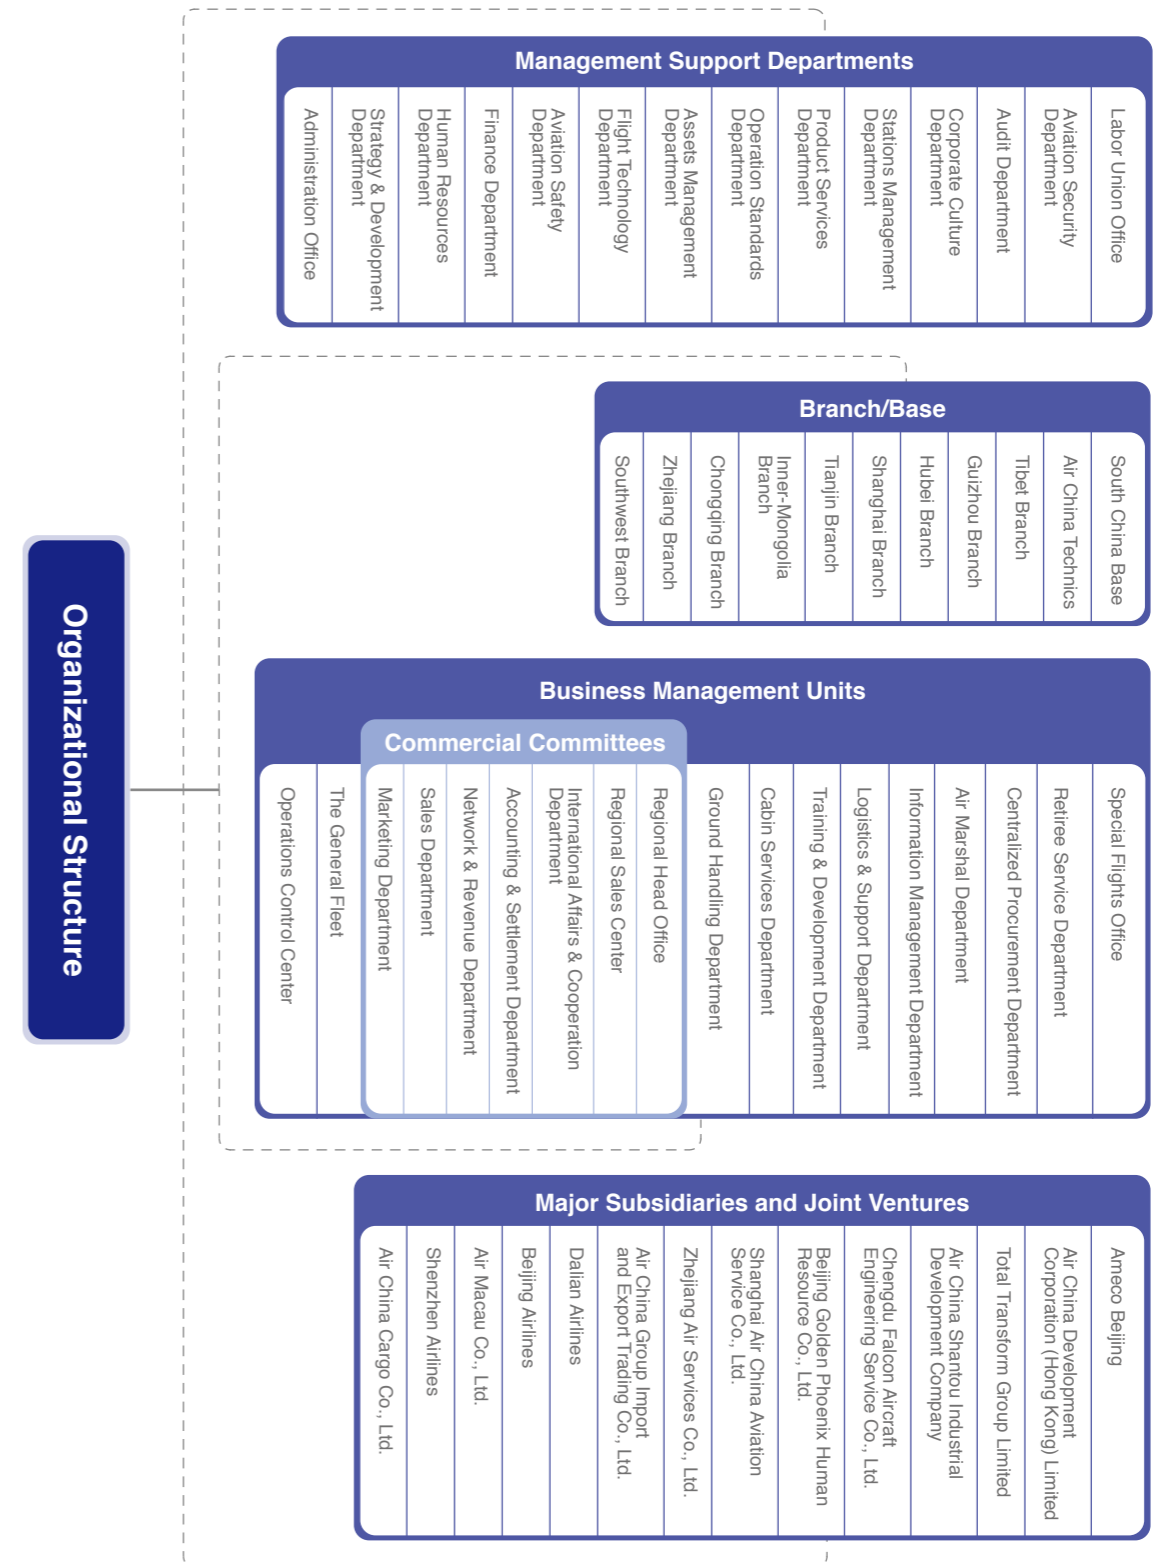 Organizational Structure
Management Support Departments
Administration Office
Strategy & Development
Department
Human Resources
Department
Finance Department
Aviation Safety
Department
Flight Technology
Department
Assets Management
Department
Operation Standards
Department
Product Services
Department
Stations Management
Department
Corporate Culture
Department
Audit Department
Aviation Security
Department
Labor Union Office
Branch/Base
Southwest Branch
Zhejiang Branch
Chongqing Branch
Inner-Mongolia
Branch
Tianjin Branch
Shanghai Branch
Hubei Branch
Guizhou Branch
Tibet Branch
Air China Technics
South China Base
Business Management Units
Operations Control Center
The General Fleet
Commercial Committees
Marketing Department
Sales Department
Network & Revenue Department
Accounting & Settlement Department
International Affairs & Cooperation
Department
Regional Sales Center
Regional Head Office
Ground Handling Department
Cabin Services Department
Training & Development Department
Logistics & Support Department
Information Management Department
Air Marshal Department
Centralized Procurement Department
Retiree Service Department
Special Flights Office
Major Subsidiaries and Joint Ventures
Air China Cargo Co., Ltd.
Shenzhen Airlines
Air Macau Co., Ltd.
Beijing Airlines
Dalian Airlines
Air China Group Import
and Export Trading Co., Ltd.
Zhejiang Air Services Co., Ltd.
Shanghai Air China Aviation
Service Co., Ltd.
Beijing Golden Phoenix Human
Resource Co., Ltd.
Chengdu Falcon Aircraft
Engineering Service Co., Ltd.
Air China Shantou Industrial
Development Company
Total Transform Group Limited
Air China Development
Corporation (Hong Kong) Limited
Ameco Beijing